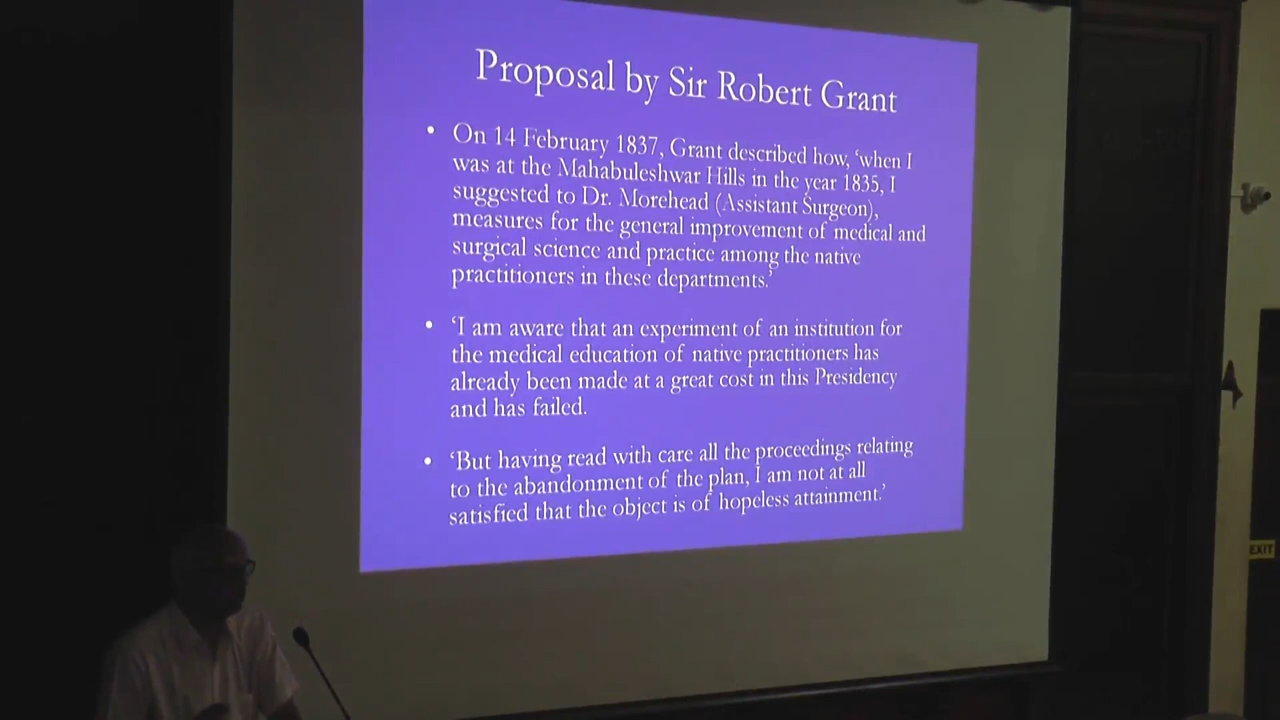 Proposal by Sir Robert Grant
• On 14 February 1837, Grant described how, ‘when I
was at the Mahabuleshwar Hills in the year 1835, I
suggested to Dr. Morehead (Assistant Surgeon),
measures for the general improvement of medical and
surgical science and practice among the native
practitioners in these departments.’
• ‘I am aware that an experiment of an institution for
the medical education of native practitioners has
already been made at a great cost in this Presidency
and has failed.
• ‘But having read with care all the proceedings relating
to the abandonment of the plan, I am not at all
satisfied that the object is of hopeless attainment.’
EXIT